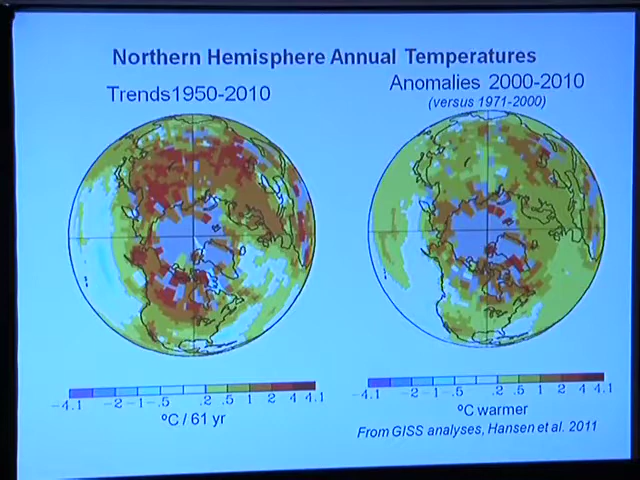 Northern Hemisphere Annual Temperatures
Trends1950-2010
Anomalies 2000-2010
(versus 1971-2000)
-4.1 -2 -1 -.5 .2 .5 1 2 4 4.1
ºC / 61 yr
-4.1 -2 -1 -.5 .2 .5 1 2 4 4.1
ºC warmer
From GISS analyses, Hansen et al. 2011